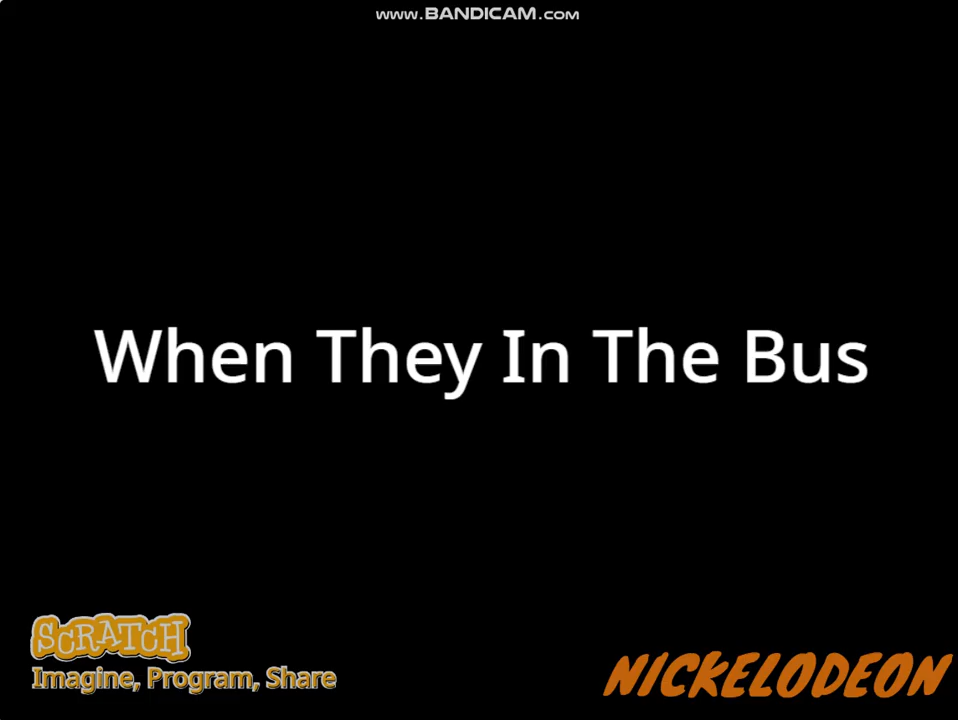 www.BANDICAM.com
When They In The Bus
SCRATCH
Imagine, Program, Share
NICKELODEON